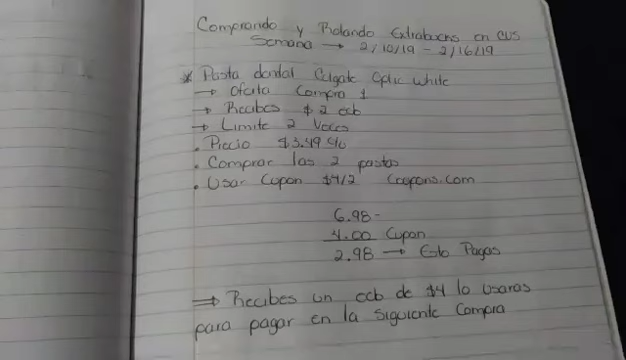 Comprando y Rotando Extrabucks en CVS
Semana → 2/10/19 - 2/16/19
* Pasta dental Colgate Optic White
→ Oferta Compra 1
→ Recibes $2 ecb
→ Limite 2 Veces
• Precio $3.49 c/u
• Comprar las 2 pastas
• Usar Cupon $4/2 Coupons.com
6.98 -
4.00 Cupon
2.98 → Esto Pagas
⇒ Recibes un ecb de $4 lo usaras
para pagar en la siguiente Compra